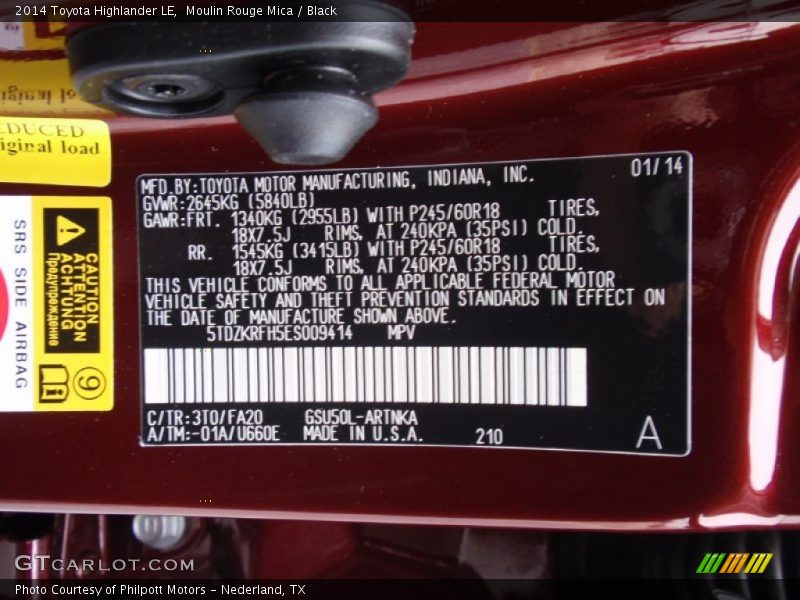 2014 Toyota Highlander LE, Moulin Rouge Mica / Black
EDUCED
iginal load
SRS SIDE AIRBAG
CAUTION
ATTENTION
ACHTUNG
Предупреждение
9
MFD.BY:TOYOTA MOTOR MANUFACTURING, INDIANA, INC. 01/14
GVWR:2645KG (5840LB)
GAWR:FRT. 1340KG (2955LB) WITH P245/60R18 TIRES,
18X7.5J RIMS, AT 240KPA (35PSI) COLD.
RR. 1545KG (3415LB) WITH P245/60R18 TIRES,
18X7.5J RIMS, AT 240KPA (35PSI) COLD.
THIS VEHICLE CONFORMS TO ALL APPLICABLE FEDERAL MOTOR
VEHICLE SAFETY AND THEFT PREVENTION STANDARDS IN EFFECT ON
THE DATE OF MANUFACTURE SHOWN ABOVE.
5TDZKRFH5ES009414 MPV
C/TR:3T0/FA20 GSU50L-ARTNKA
A/TM:-01A/U660E MADE IN U.S.A. 210 A
GTCARLOT.COM
Photo Courtesy of Philpott Motors - Nederland, TX